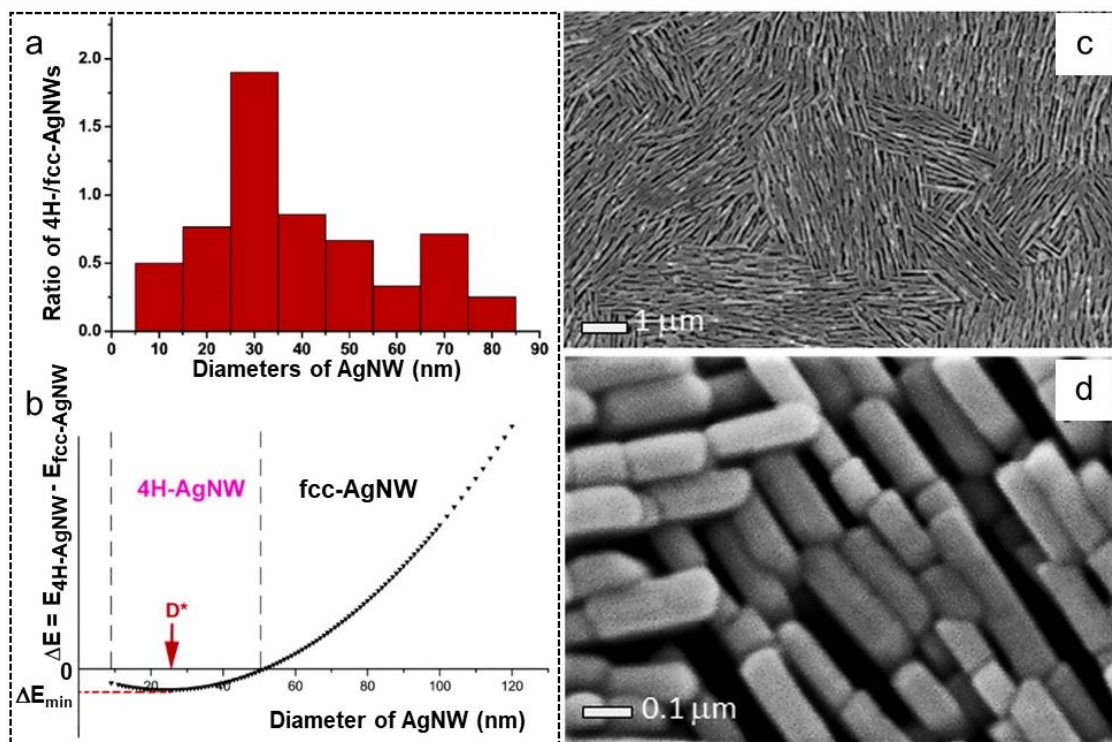 a
2.0
1.5
1.0
0.5
0.0
Ratio of 4H-/fcc-AgNWs
0 10 20 30 40 50 60 70 80 90
Diameters of AgNW (nm)
b
ΔE = E4H-AgNW - Efcc-AgNW
4H-AgNW
fcc-AgNW
D*
0
20 40 60 80 100 120
ΔEmin
Diameter of AgNW (nm)
c
1 μm
d
0.1 μm